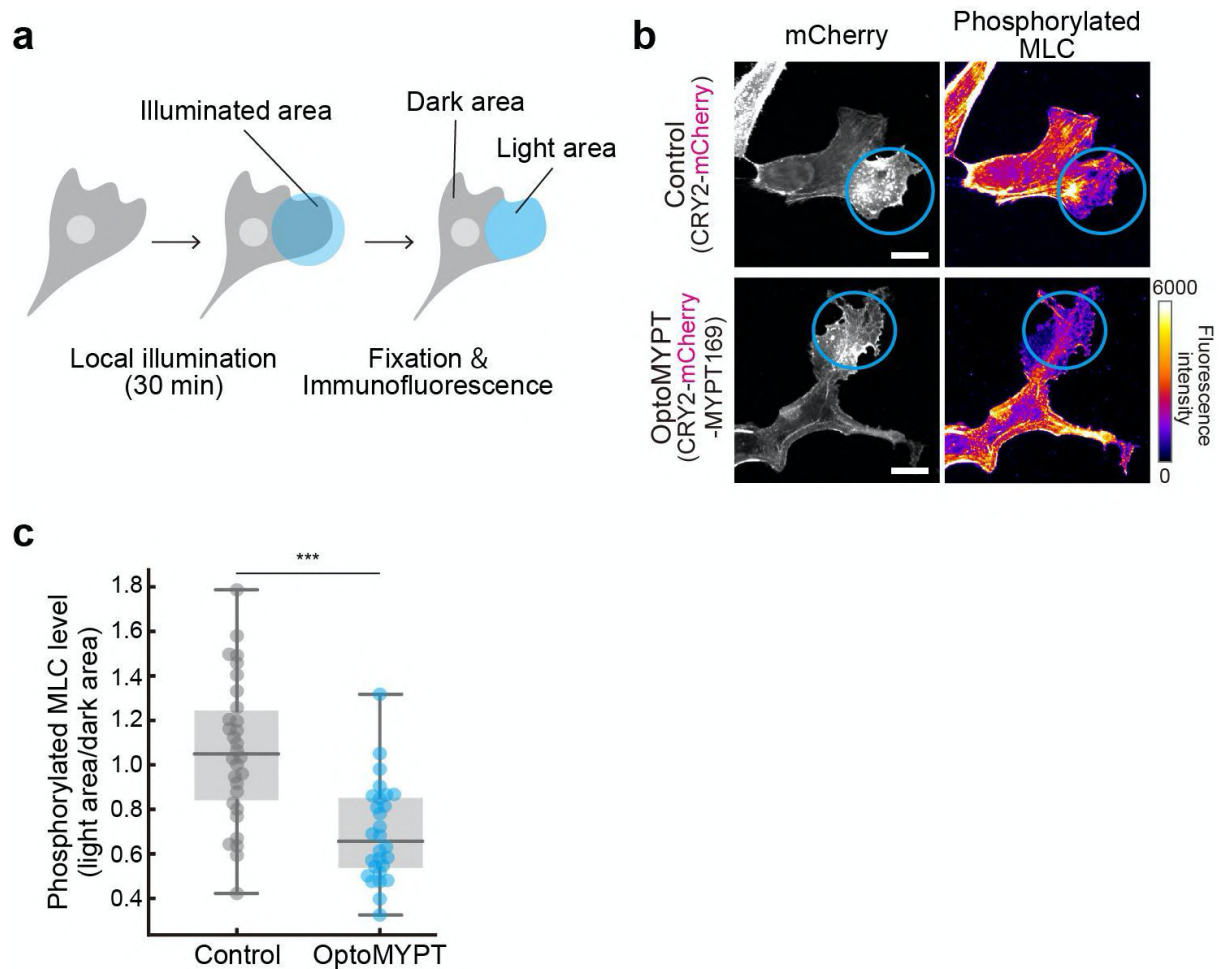 a
Illuminated area
Dark area
Light area
Local illumination
(30 min)
Fixation &
Immunofluorescence
b
mCherry
Phosphorylated
MLC
Control
(CRY2-mCherry)
OptoMYPT
(CRY2-mCherry
-MYPT169)
6000
Fluorescence
intensity
0
c
***
Phosphorylated MLC level
(light area/dark area)
1.8
1.6
1.4
1.2
1.0
0.8
0.6
0.4
Control
OptoMYPT